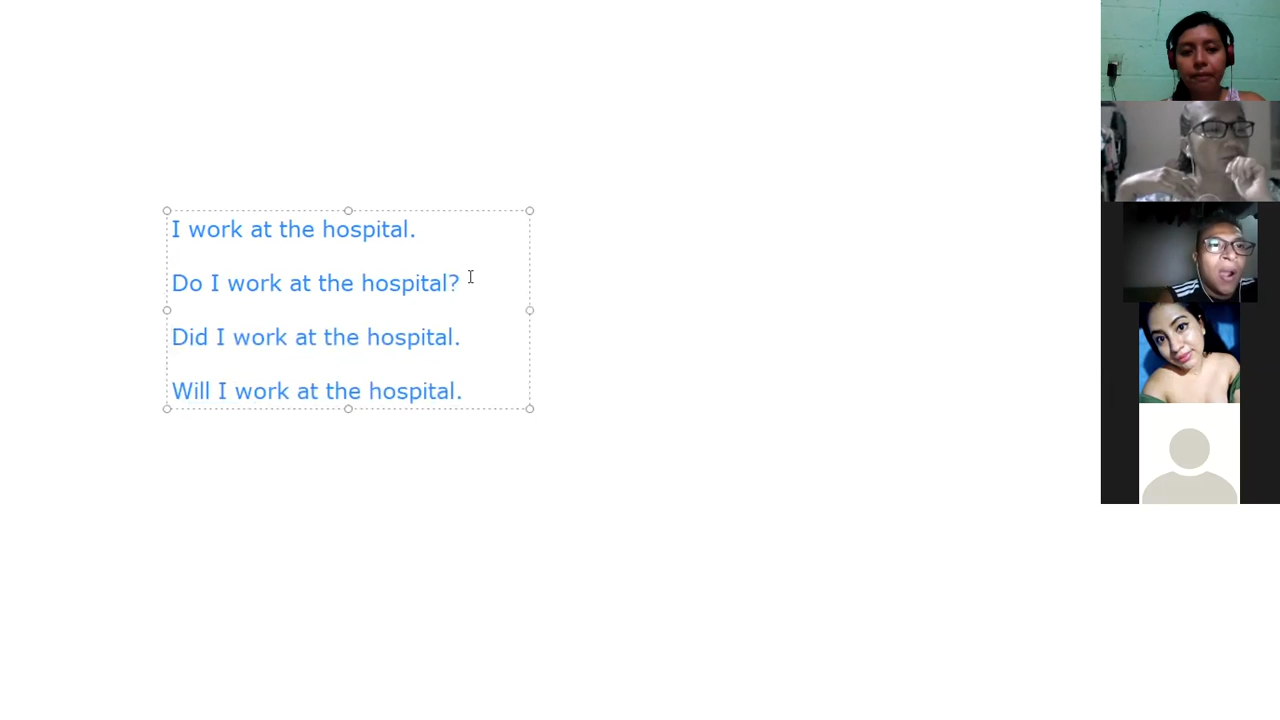 I work at the hospital.
Do I work at the hospital?
Did I work at the hospital.
Will I work at the hospital.